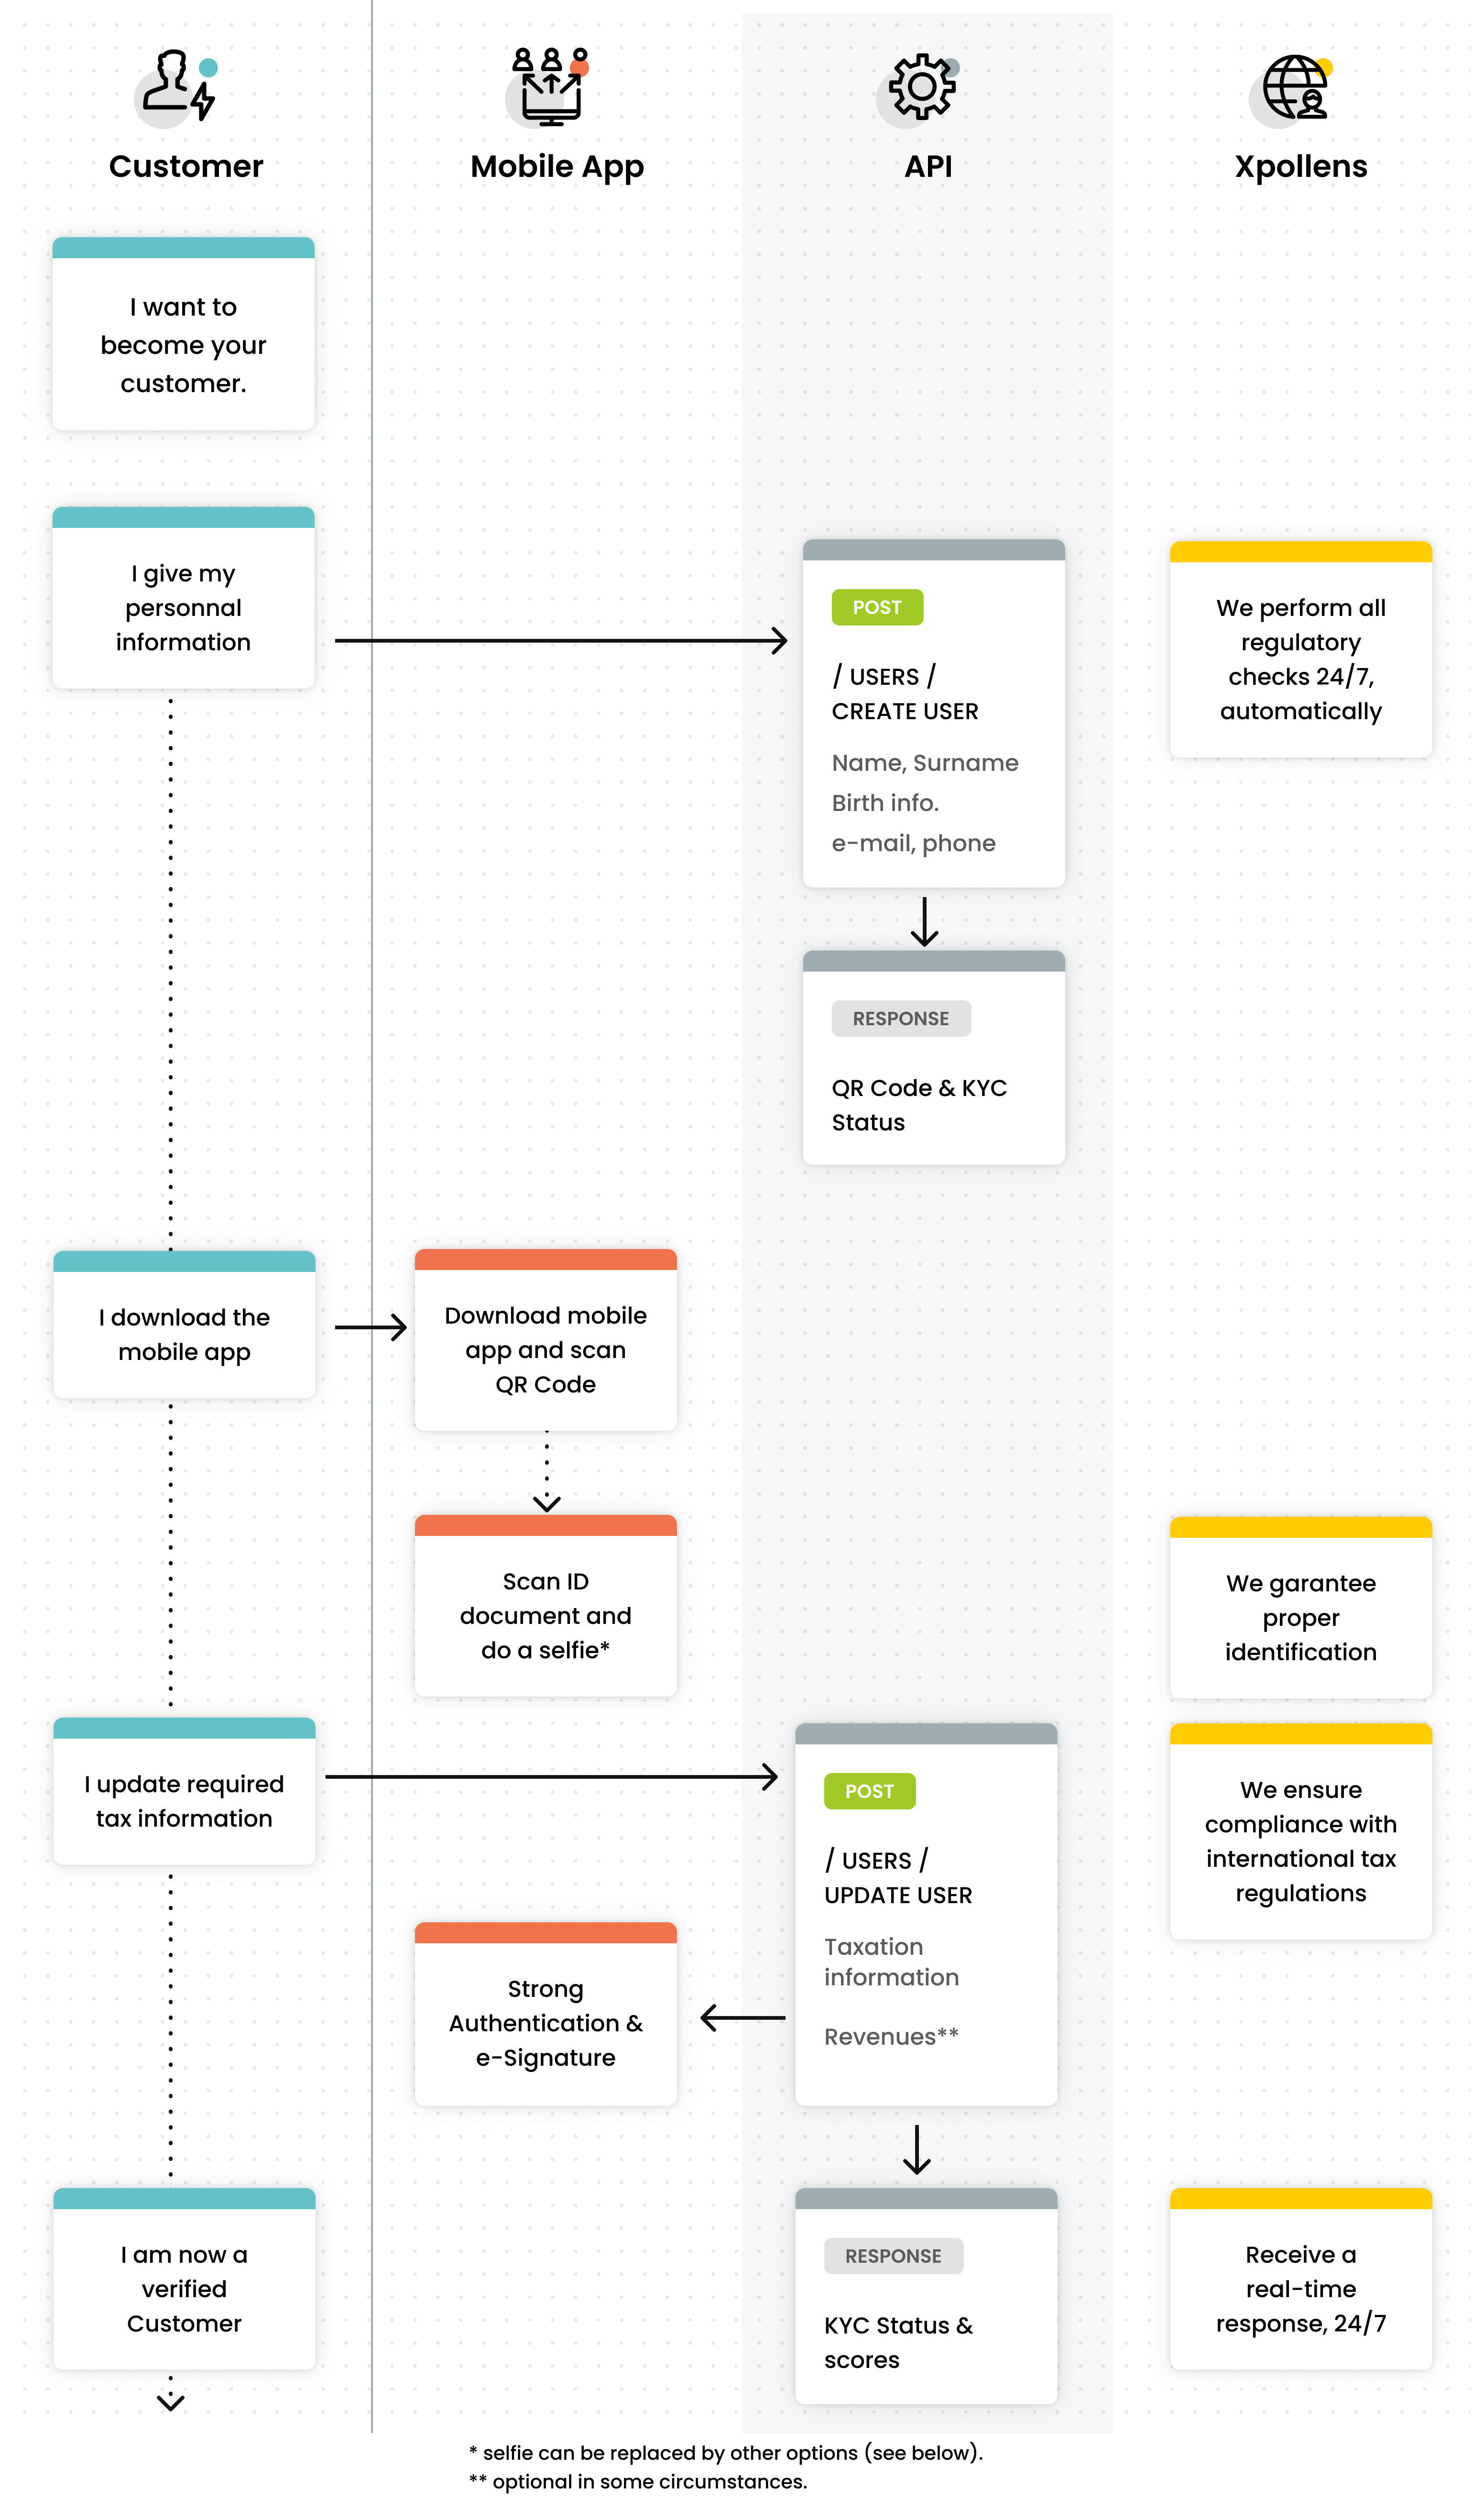 Customer
Mobile App
API
Xpollens
I want to
become your
customer.
I give my
personnal
information
POST
/ USERS /
CREATE USER
Name, Surname
Birth info.
e-mail, phone
We perform all
regulatory
checks 24/7,
automatically
RESPONSE
QR Code & KYC
Status
I download the
mobile app
Download mobile
app and scan
QR Code
Scan ID
document and
do a selfie*
We garantee
proper
identification
I update required
tax information
POST
/ USERS /
UPDATE USER
Taxation
information
Revenues**
We ensure
compliance with
international tax
regulations
Strong
Authentication &
e-Signature
I am now a
verified
Customer
RESPONSE
KYC Status &
scores
Receive a
real-time
response, 24/7
* selfie can be replaced by other options (see below).
** optional in some circumstances.